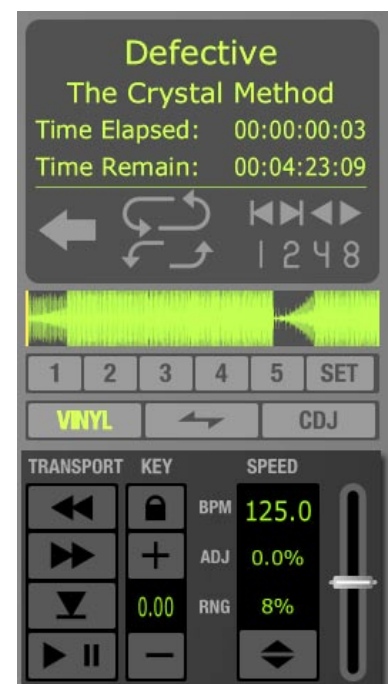 Defective
The Crystal Method
Time Elapsed: 00:00:00:03
Time Remain: 00:04:23:09
1 2 4 8
1 2 3 4 5 SET
VINYL CDJ
TRANSPORT KEY SPEED
BPM 125.0
ADJ 0.0%
0.00 RNG 8%